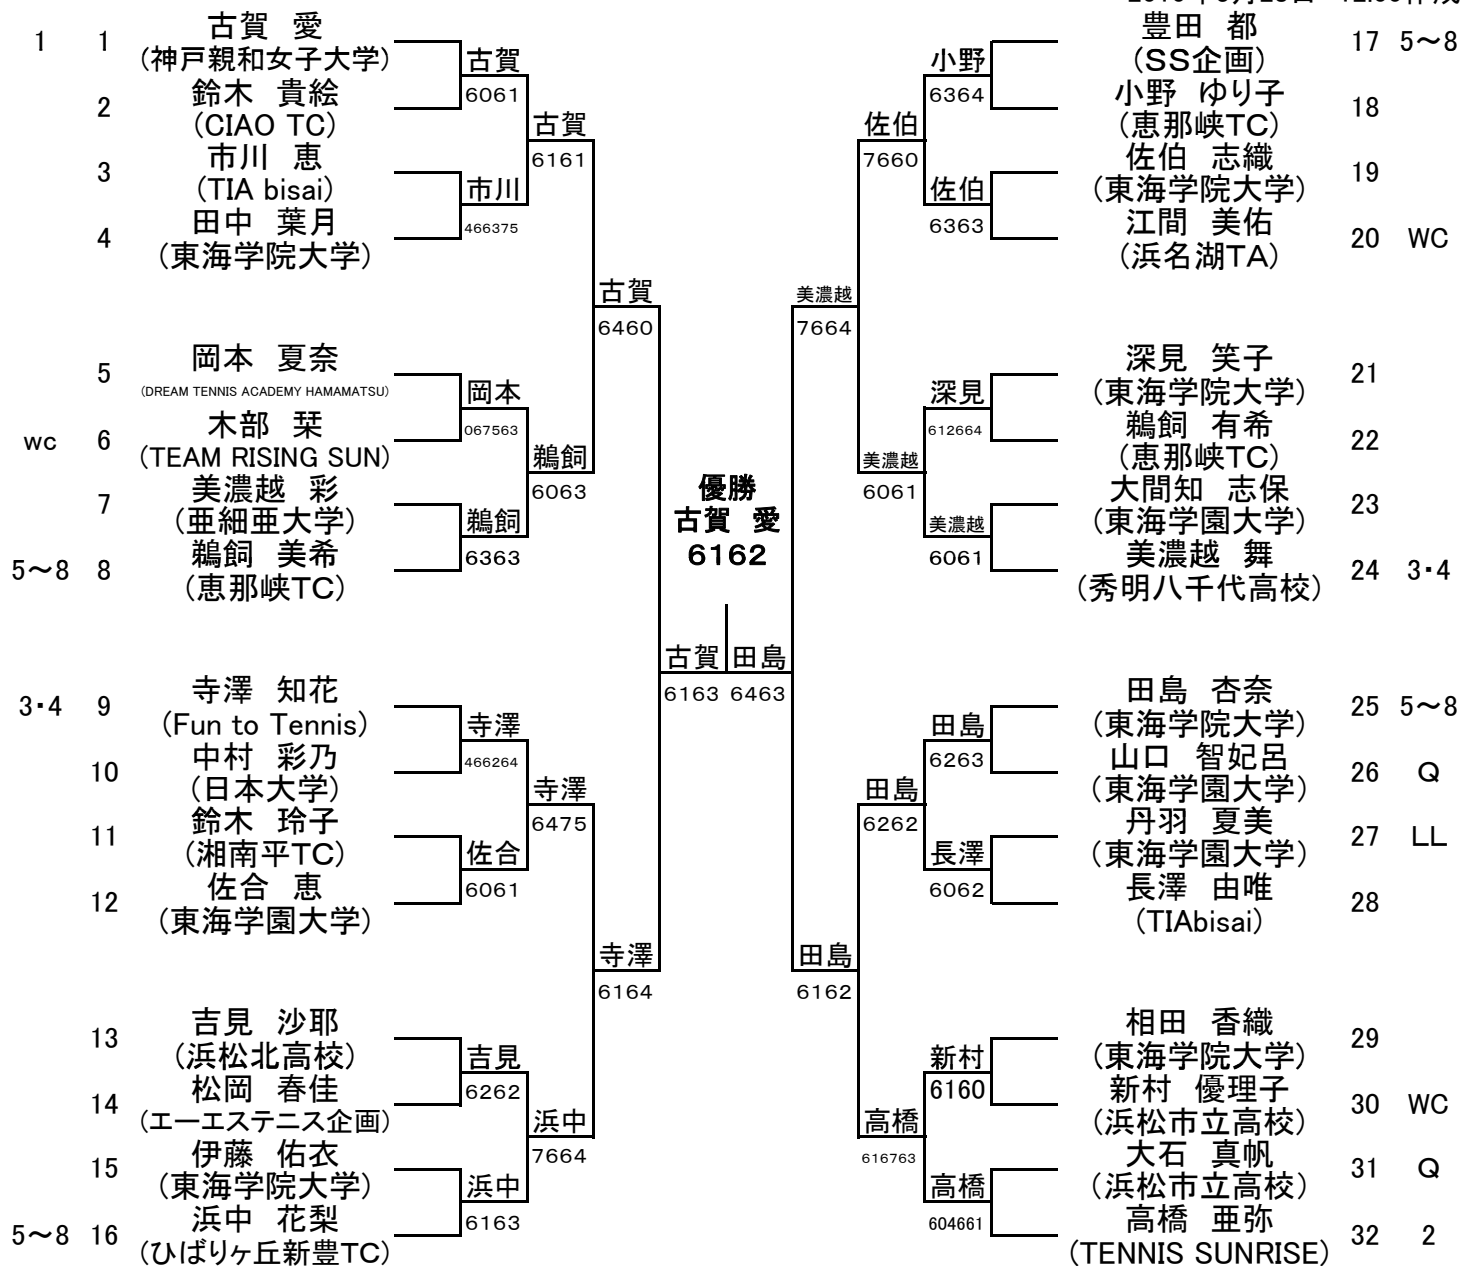 1 1 古賀 愛
(神戸親和女子大学)
2 鈴木 貴絵
(CIAO TC)
3 市川 恵
(TIA bisai)
4 田中 葉月
(東海学院大学)
5 岡本 夏奈
(DREAM TENNIS ACADEMY HAMAMATSU)
wc 6 木部 栞
(TEAM RISING SUN)
7 美濃越 彩
(亜細亜大学)
5～8 8 鵜飼 美希
(恵那峡TC)
3・4 9 寺澤 知花
(Fun to Tennis)
10 中村 彩乃
(日本大学)
11 鈴木 玲子
(湘南平TC)
12 佐合 恵
(東海学園大学)
13 吉見 沙耶
(浜松北高校)
14 松岡 春佳
(エーエステニス企画)
15 伊藤 佑衣
(東海学院大学)
5～8 16 浜中 花梨
(ひばりヶ丘新豊TC)
古賀
6061
市川
466375
岡本
067563
鵜飼
6363
寺澤
466264
佐合
6061
吉見
6262
浜中
6163
古賀
6161
鵜飼
6063
寺澤
6475
浜中
7664
古賀
6460
寺澤
6164
優勝
古賀 愛
6162
古賀
6163
田島
6463
美濃越
7664
田島
6162
佐伯
7660
美濃越
6061
田島
6262
高橋
616763
小野
6364
佐伯
6363
深見
612664
美濃越
6061
田島
6263
長澤
6062
新村
6160
高橋
604661
豊田 都 17 5～8
(SS企画)
小野 ゆり子 18
(恵那峡TC)
佐伯 志織 19
(東海学院大学)
江間 美佑 20 WC
(浜名湖TA)
深見 笑子 21
(東海学院大学)
鵜飼 有希 22
(恵那峡TC)
大間知 志保 23
(東海学園大学)
美濃越 舞 24 3・4
(秀明八千代高校)
田島 杏奈 25 5～8
(東海学院大学)
山口 智妃呂 26 Q
(東海学園大学)
丹羽 夏美 27 LL
(東海学園大学)
長澤 由唯 28
(TIAbisai)
相田 香織 29
(東海学院大学)
新村 優理子 30 WC
(浜松市立高校)
大石 真帆 31 Q
(浜松市立高校)
高橋 亜弥 32 2
(TENNIS SUNRISE)